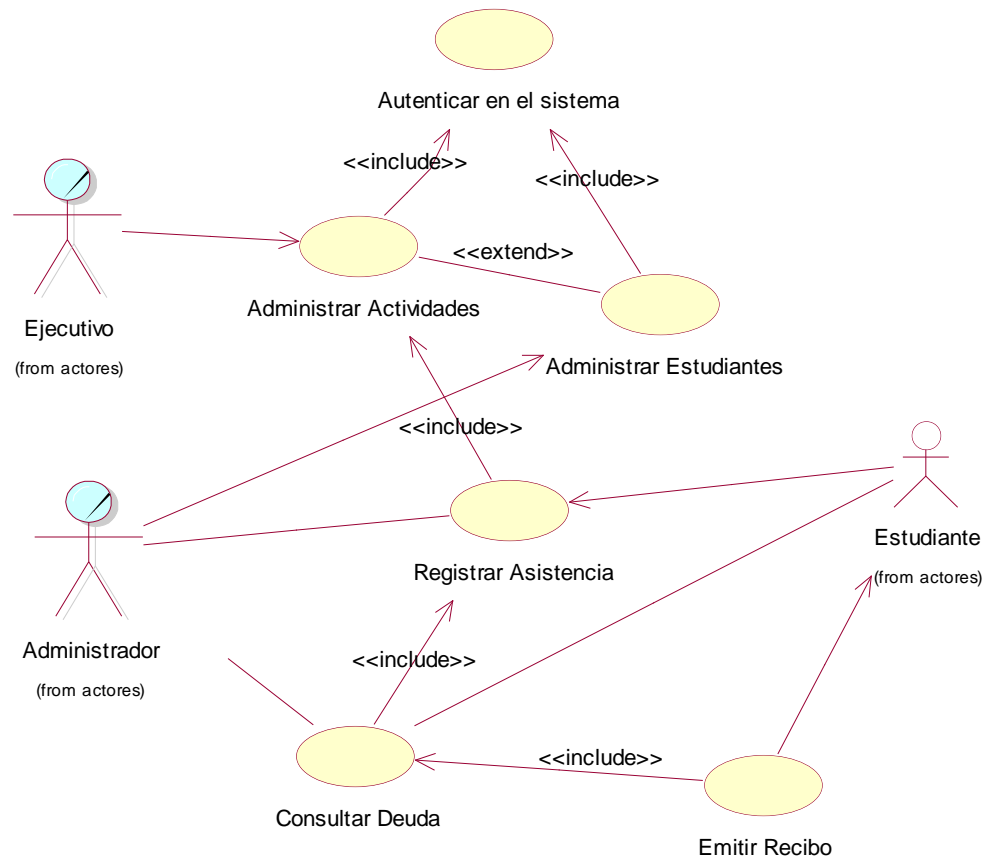 Autenticar en el sistema
<<include>>
<<include>>
<<extend>>
Administrar Actividades
Ejecutivo
(from actores)
Administrar Estudiantes
<<include>>
Estudiante
(from actores)
Registrar Asistencia
Administrador
(from actores)
<<include>>
<<include>>
Consultar Deuda
Emitir Recibo